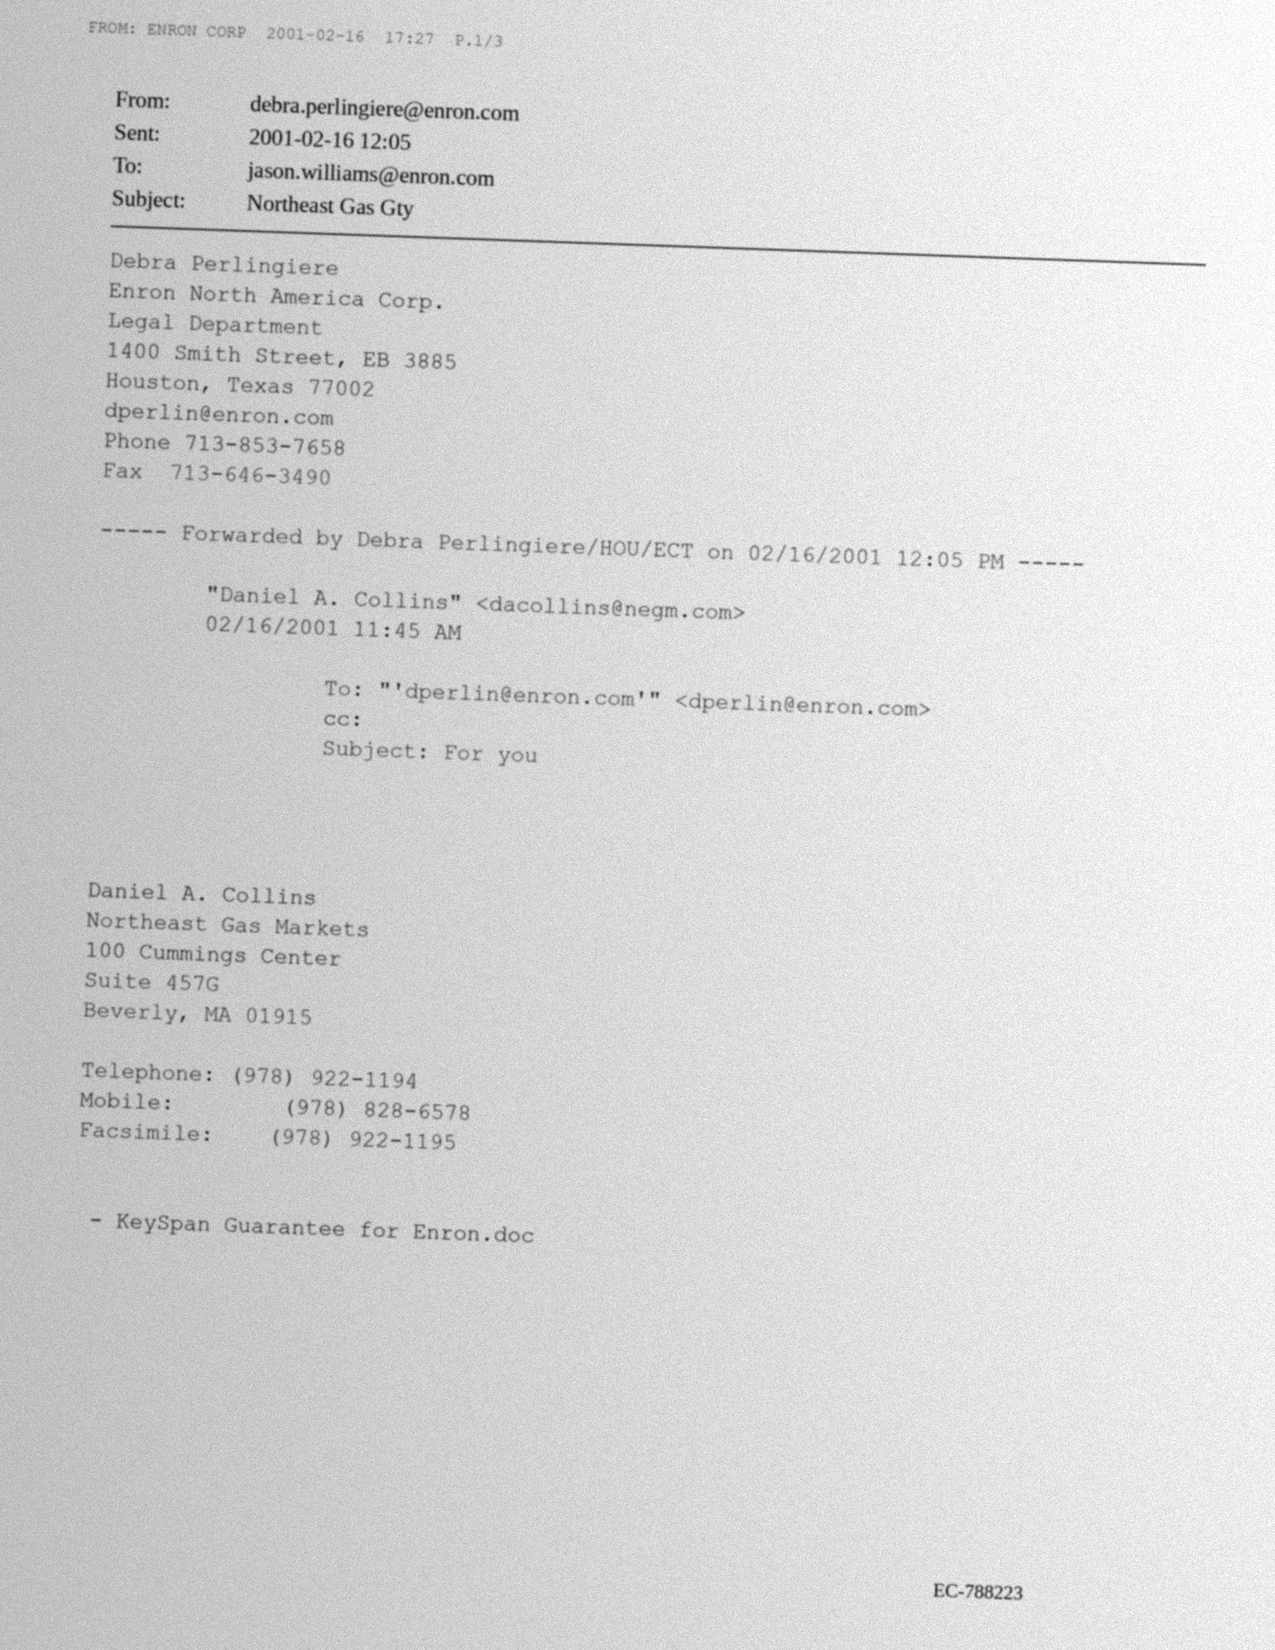 FROM: ENRON CORP  2001-02-16  17:27  P.1/3
From: debra.perlingiere@enron.com
Sent: 2001-02-16 12:05
To: jason.williams@enron.com
Subject: Northeast Gas Gty
Debra Perlingiere
Enron North America Corp.
Legal Department
1400 Smith Street, EB 3885
Houston, Texas 77002
dperlin@enron.com
Phone 713-853-7658
Fax  713-646-3490
----- Forwarded by Debra Perlingiere/HOU/ECT on 02/16/2001 12:05 PM -----
"Daniel A. Collins" <dacollins@negm.com>
02/16/2001 11:45 AM
To: "'dperlin@enron.com'" <dperlin@enron.com>
cc:
Subject: For you
Daniel A. Collins
Northeast Gas Markets
100 Cummings Center
Suite 457G
Beverly, MA 01915
Telephone: (978) 922-1194
Mobile: (978) 828-6578
Facsimile: (978) 922-1195
- KeySpan Guarantee for Enron.doc
EC-788223